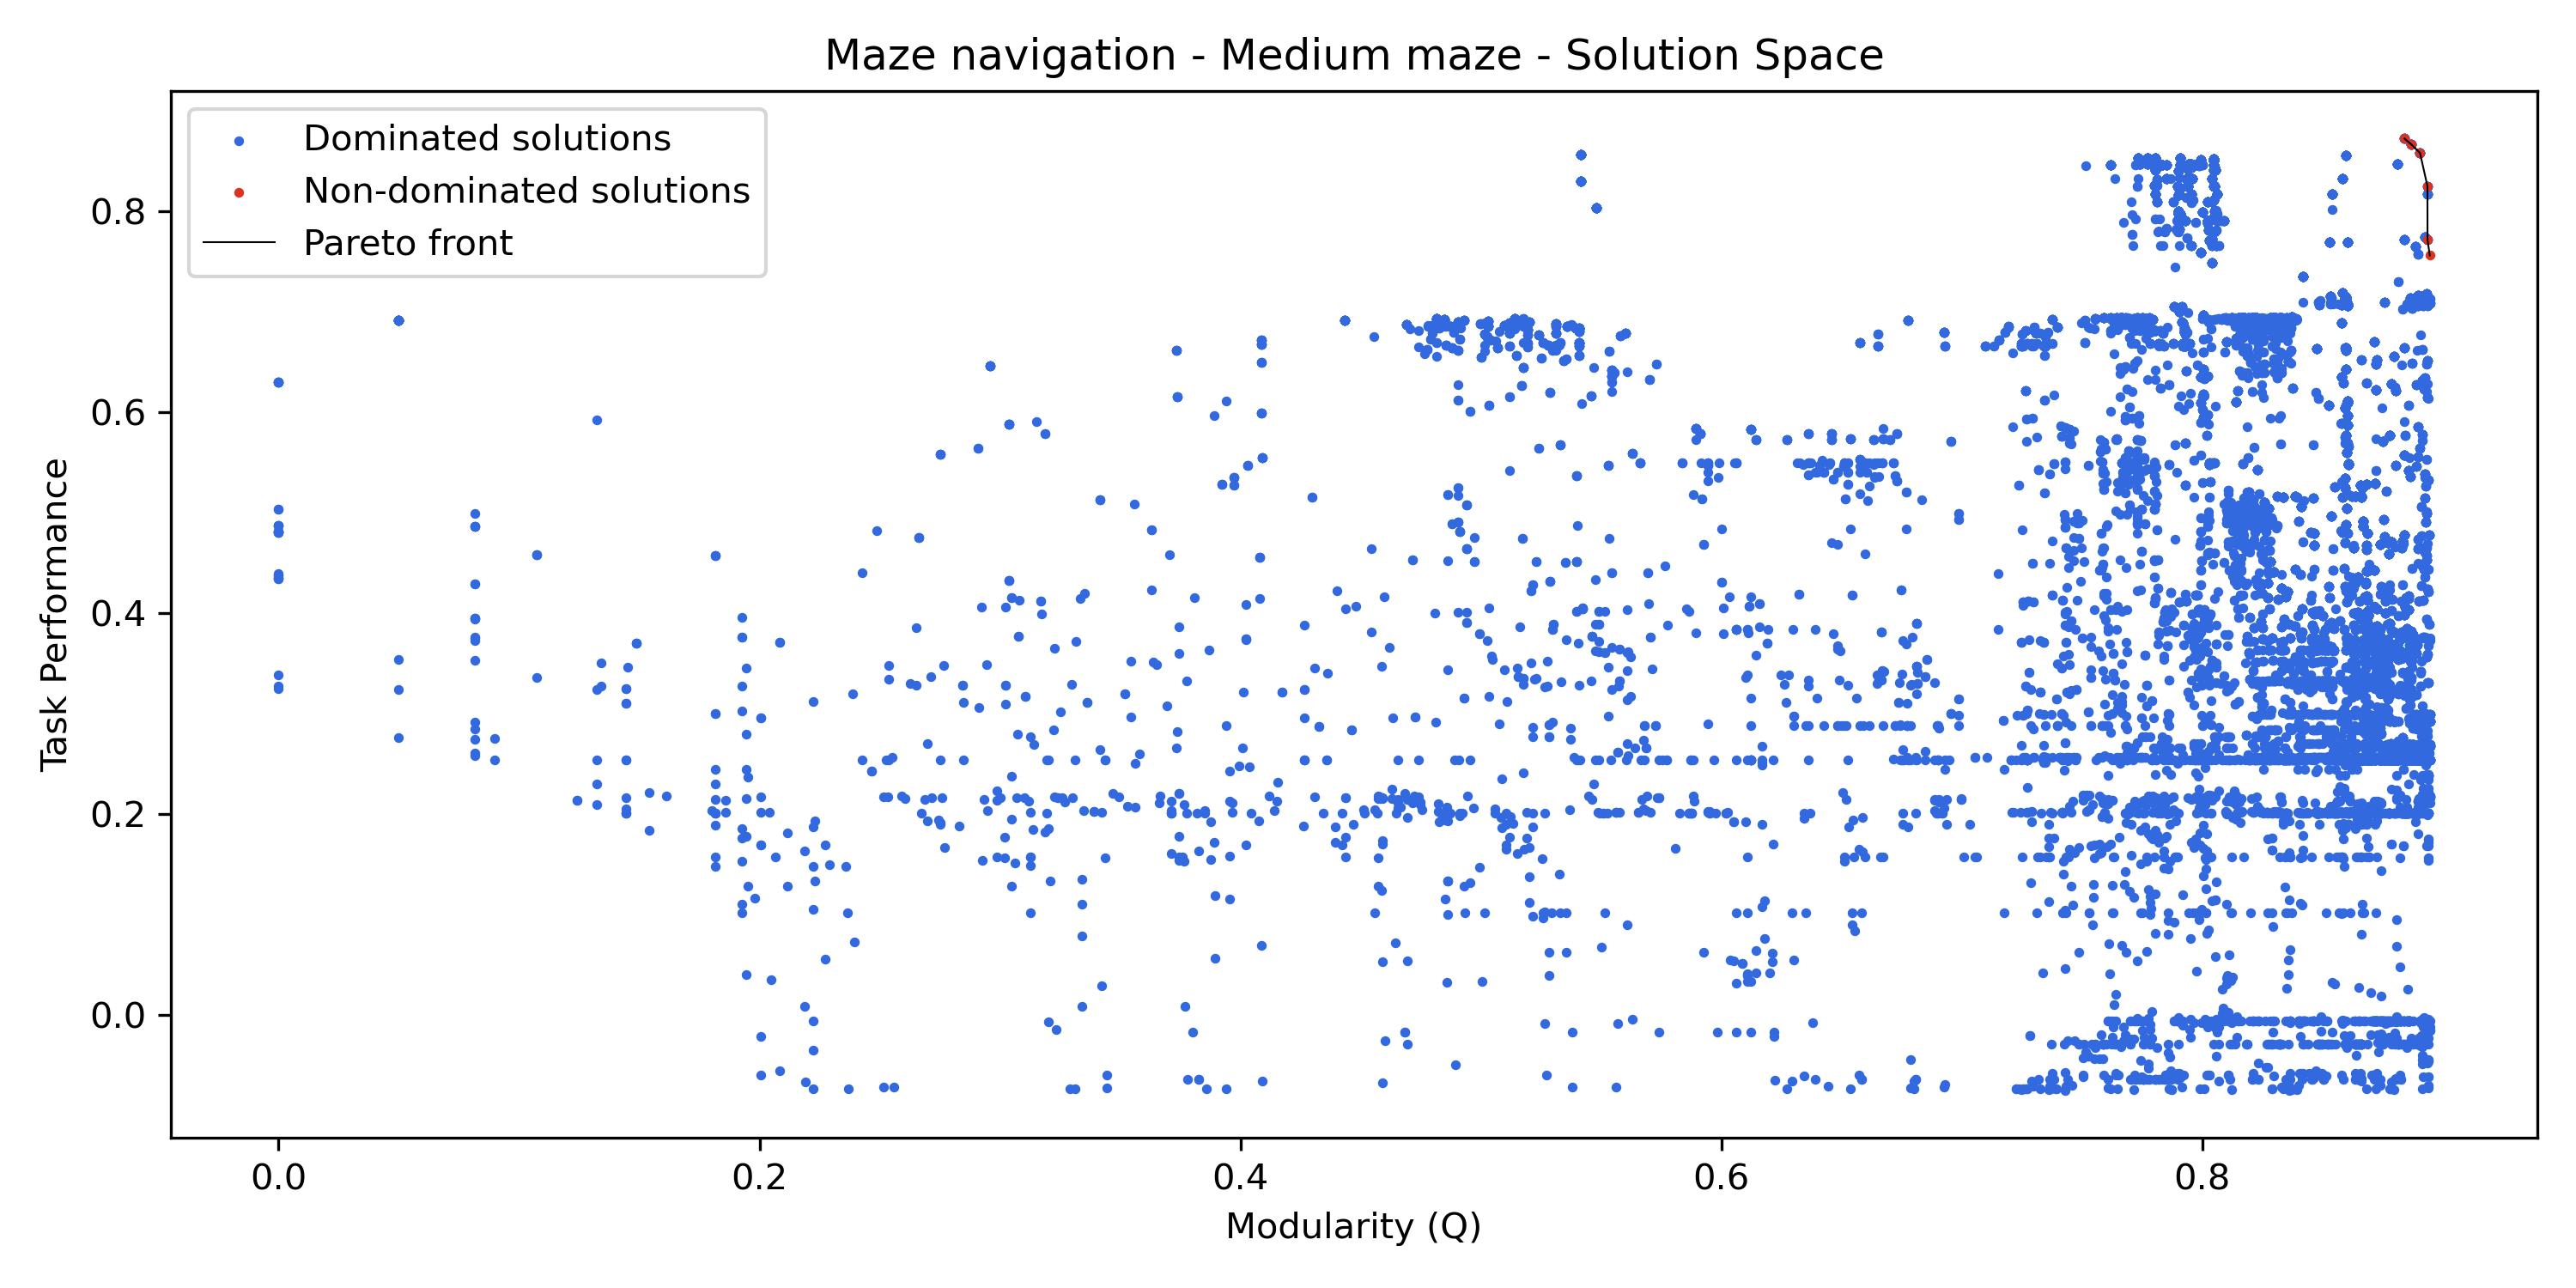 Maze navigation - Medium maze - Solution Space
Dominated solutions
Non-dominated solutions
Pareto front
Task Performance
0.8
0.6
0.4
0.2
0.0
0.0 0.2 0.4 0.6 0.8
Modularity (Q)